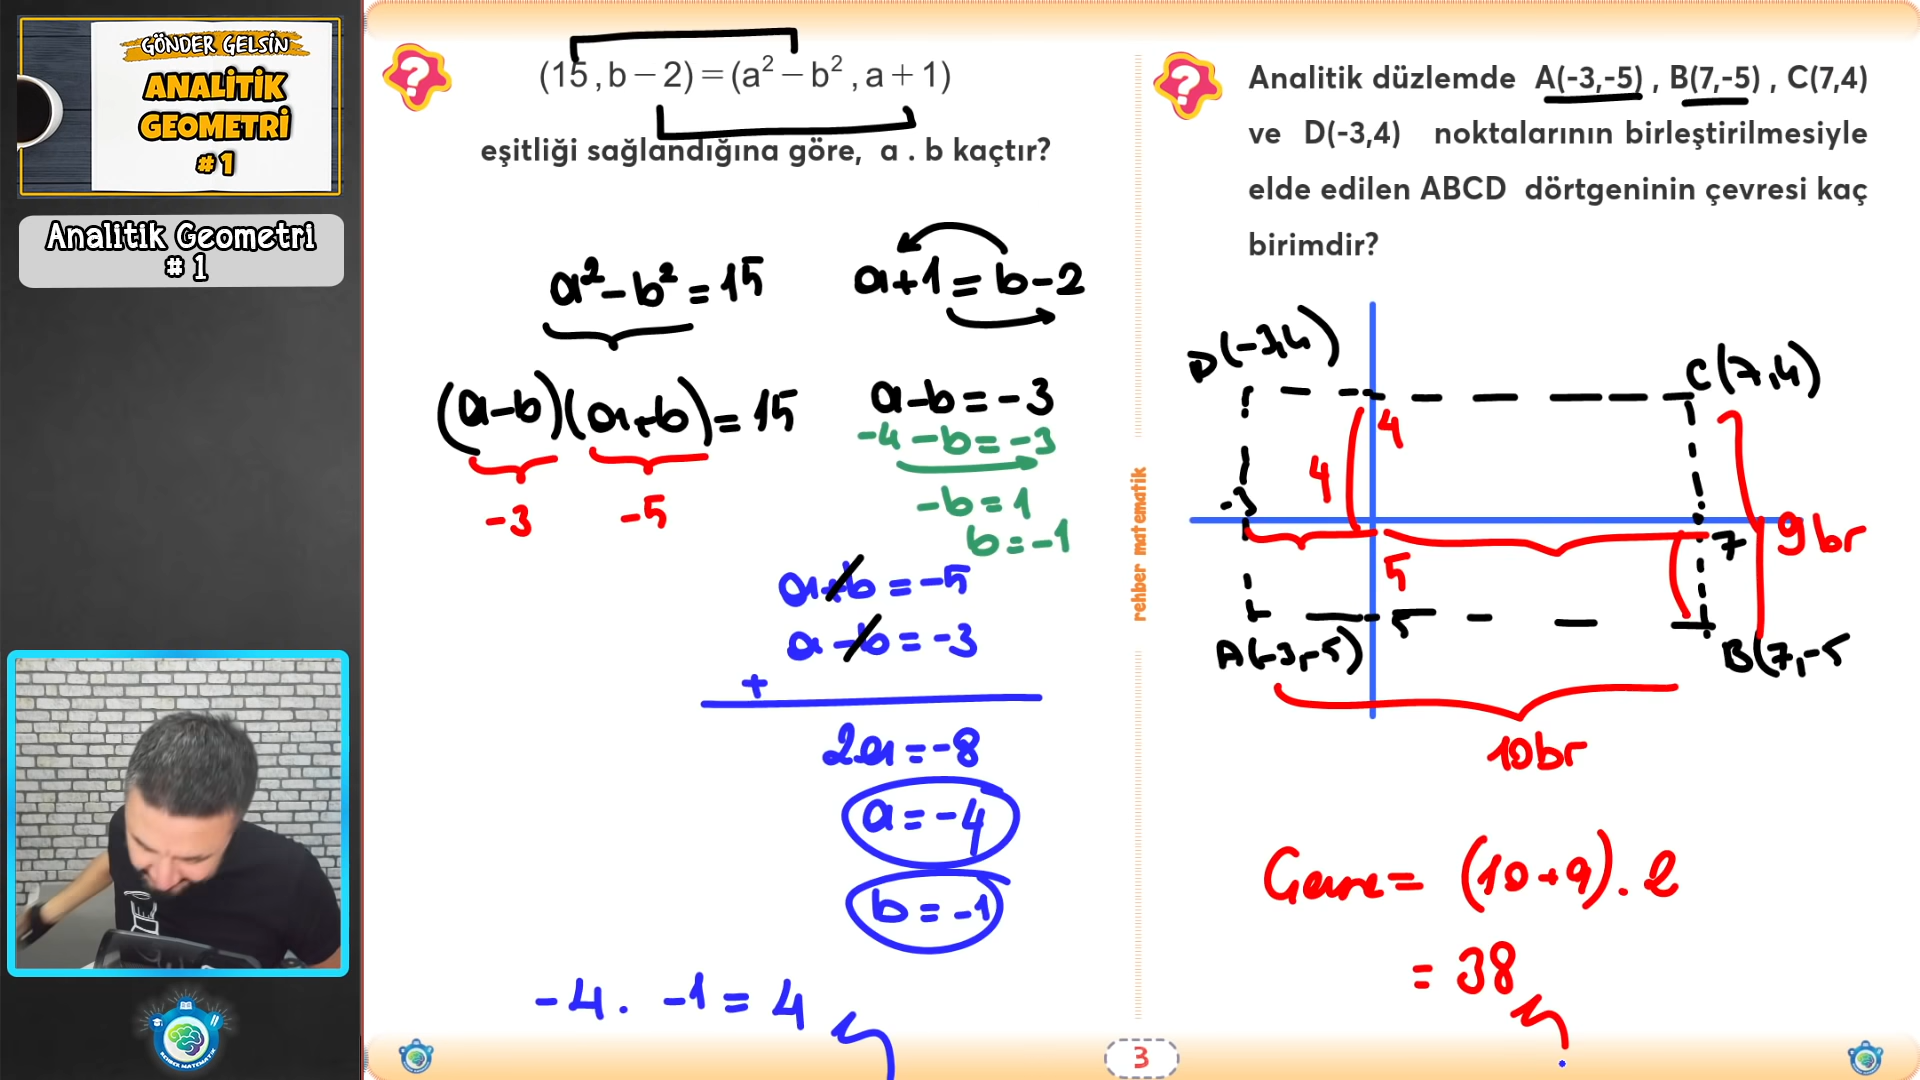 GÖNDER GELSİN
ANALİTİK
GEOMETRİ
#1
Analitik Geometri
#1
REHBER MATEMATİK
(15,b−2)=(a²−b²,a+1)
eşitliği sağlandığına göre, a . b kaçtır?
a²-b²=15
a+1=b-2
(a-b)(a+b)=15
-3
-5
a-b=-3
-4-b=-3
-b=1
b=-1
a+b=-5
a-b=-3
+
2a=-8
a=-4
b=-1
-4. -1=4
rehber matematik
Analitik düzlemde A(-3,-5) , B(7,-5) , C(7,4)
ve D(-3,4) noktalarının birleştirilmesiyle
elde edilen ABCD dörtgeninin çevresi kaç
birimdir?
D(-3,4)
C(7,4)
4
4
-3
7
9br
5
-5
A(-3,-5)
B(7,-5
10br
= (10+9).2
= 38
3